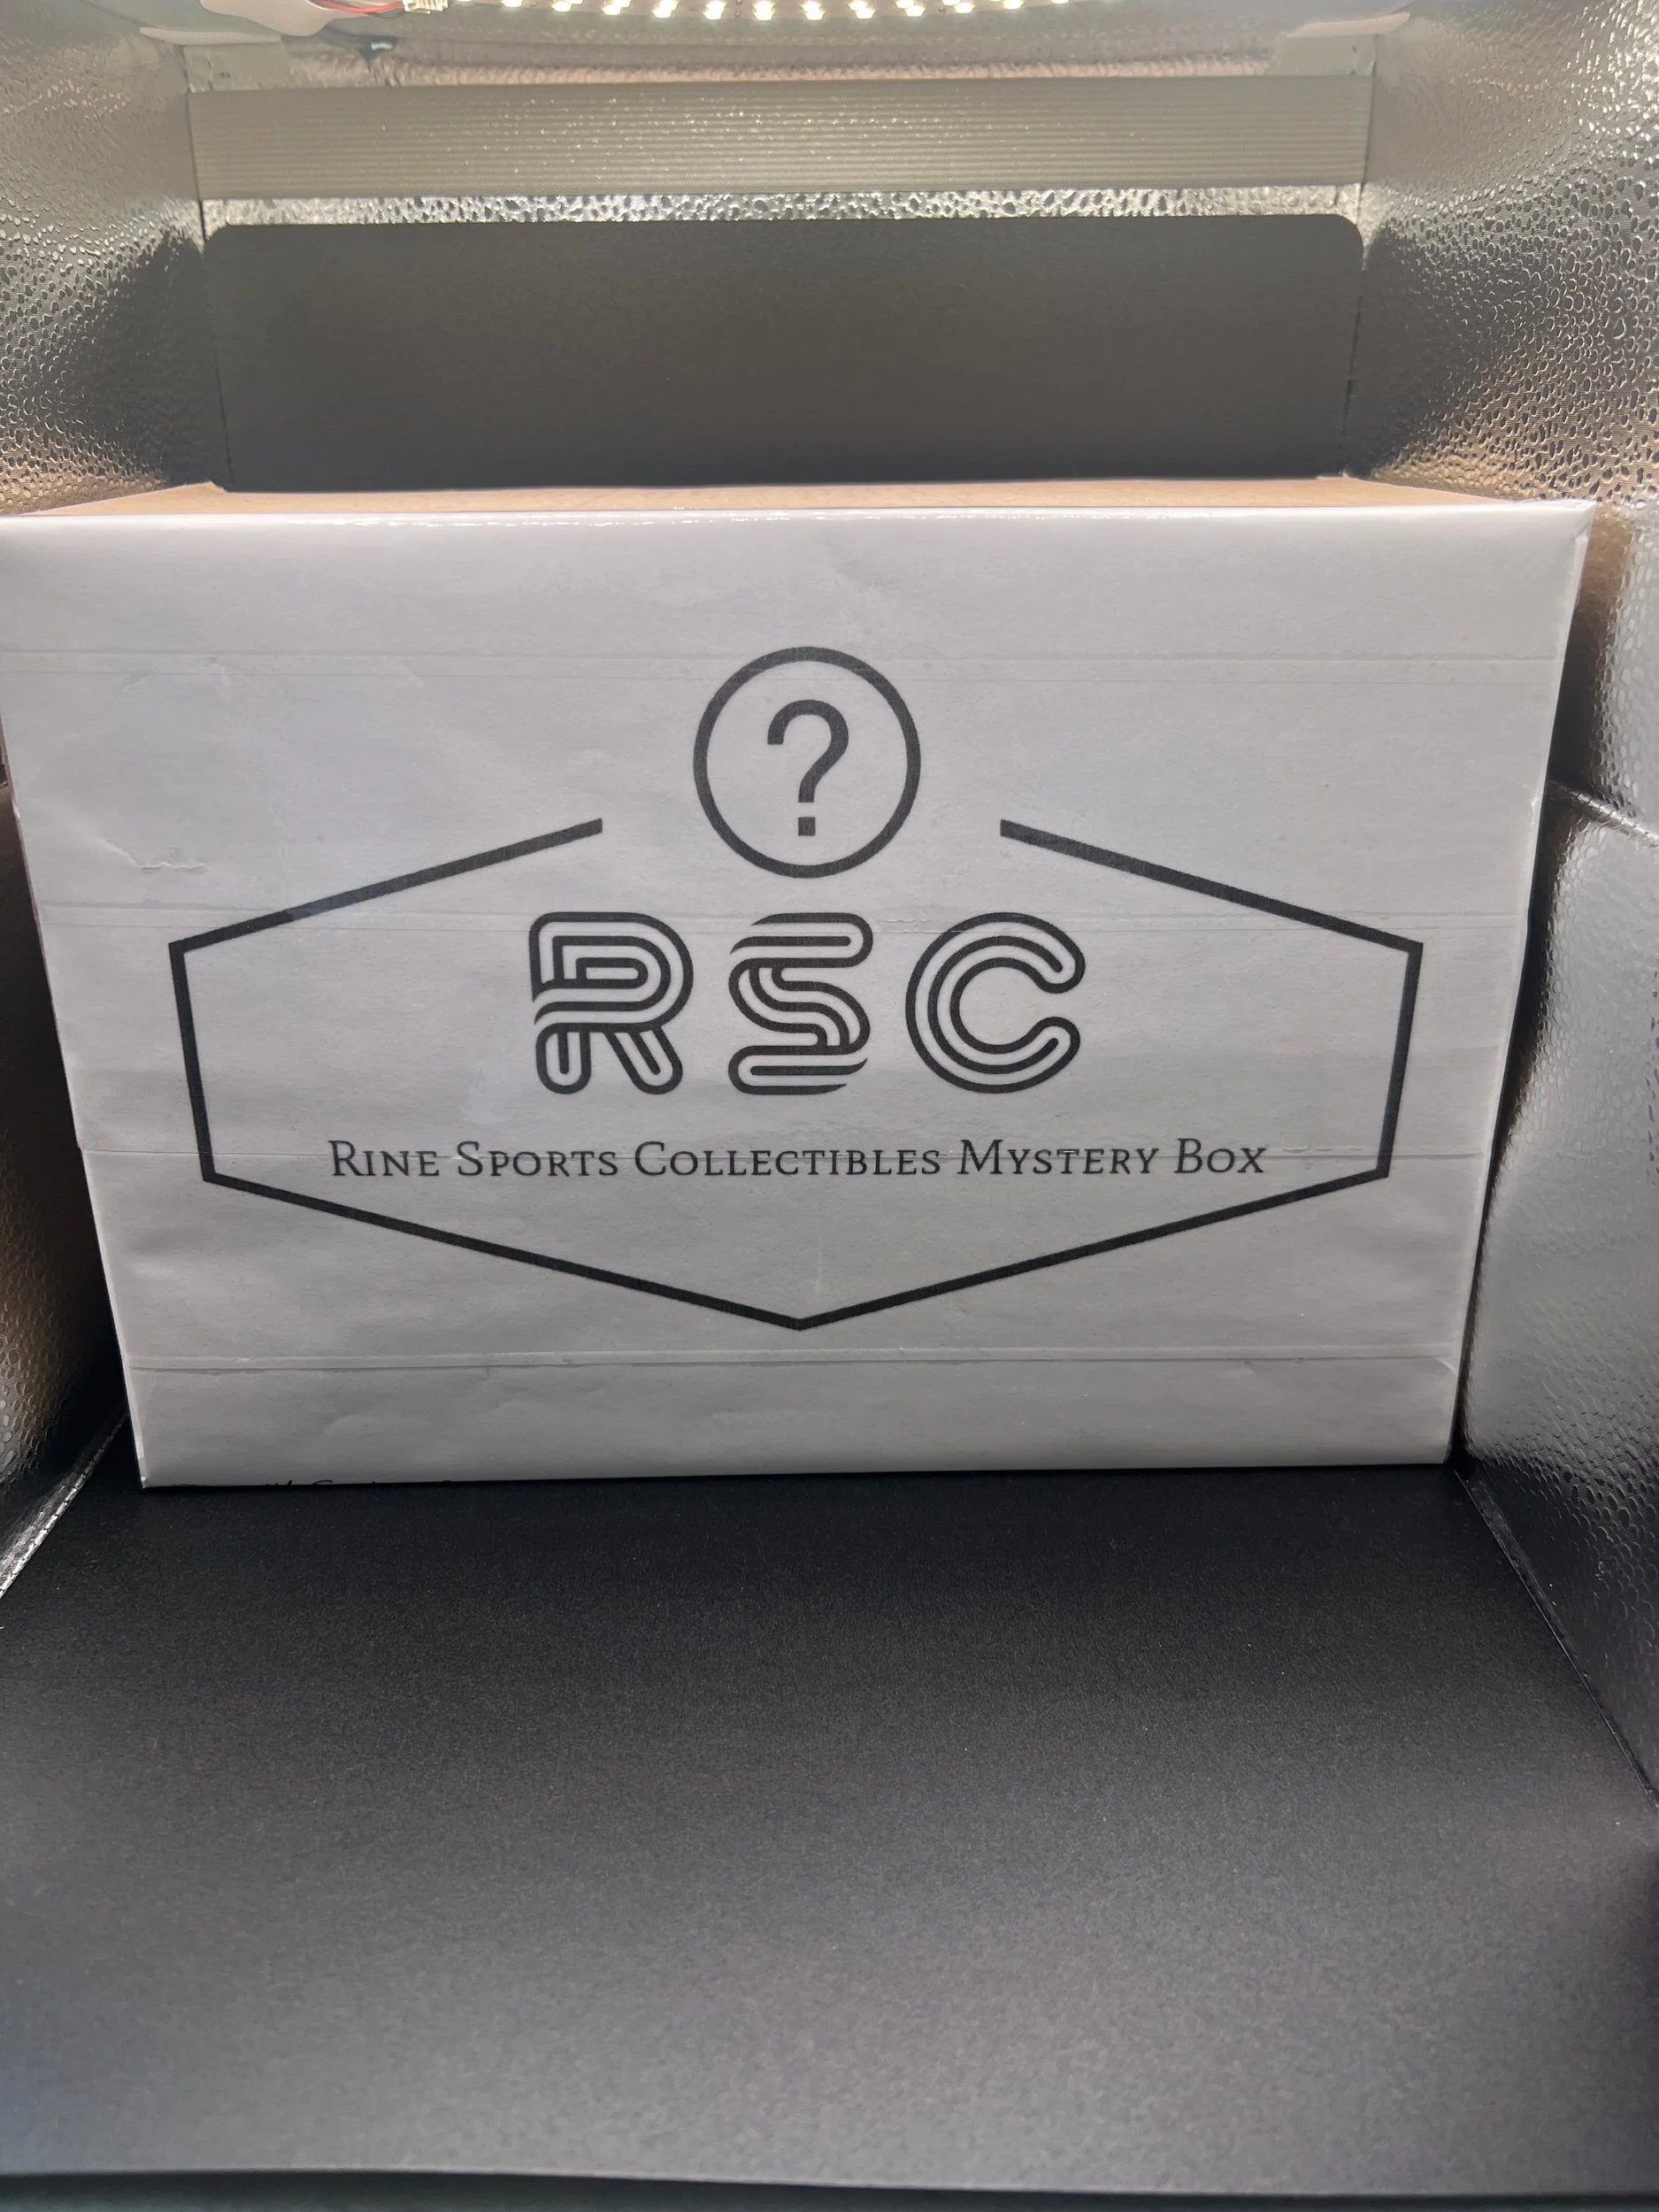 ?
RSC
Rine Sports Collectibles Mystery Box